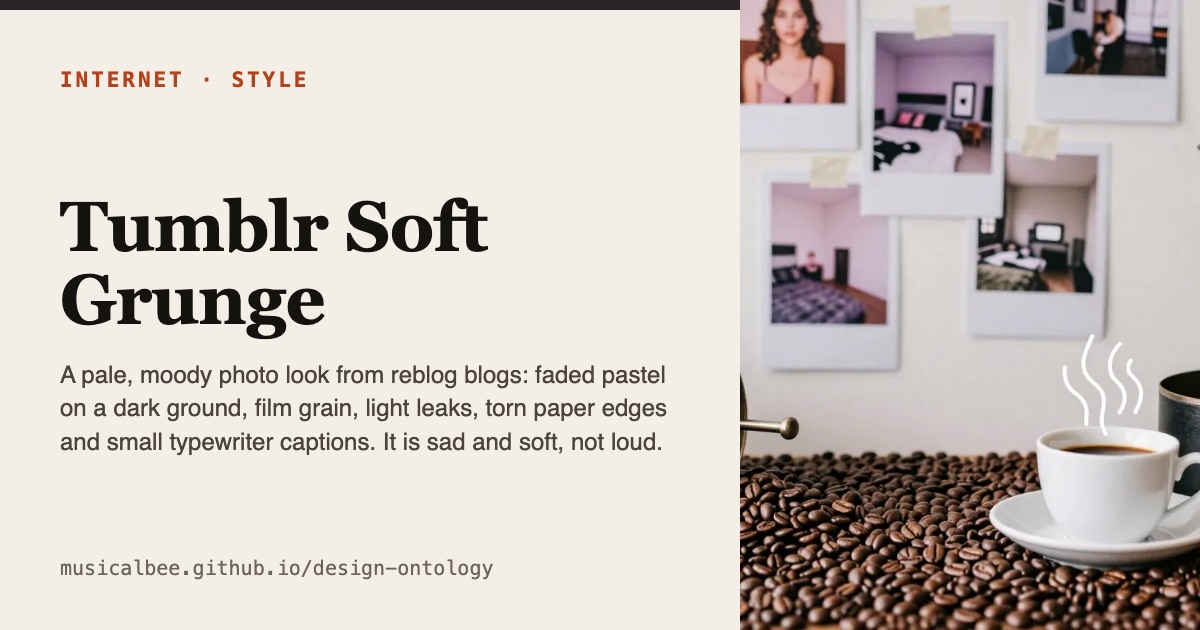 INTERNET · STYLE
Tumblr Soft
Grunge
A pale, moody photo look from reblog blogs: faded pastel
on a dark ground, film grain, light leaks, torn paper edges
and small typewriter captions. It is sad and soft, not loud.
musicalbee.github.io/design-ontology